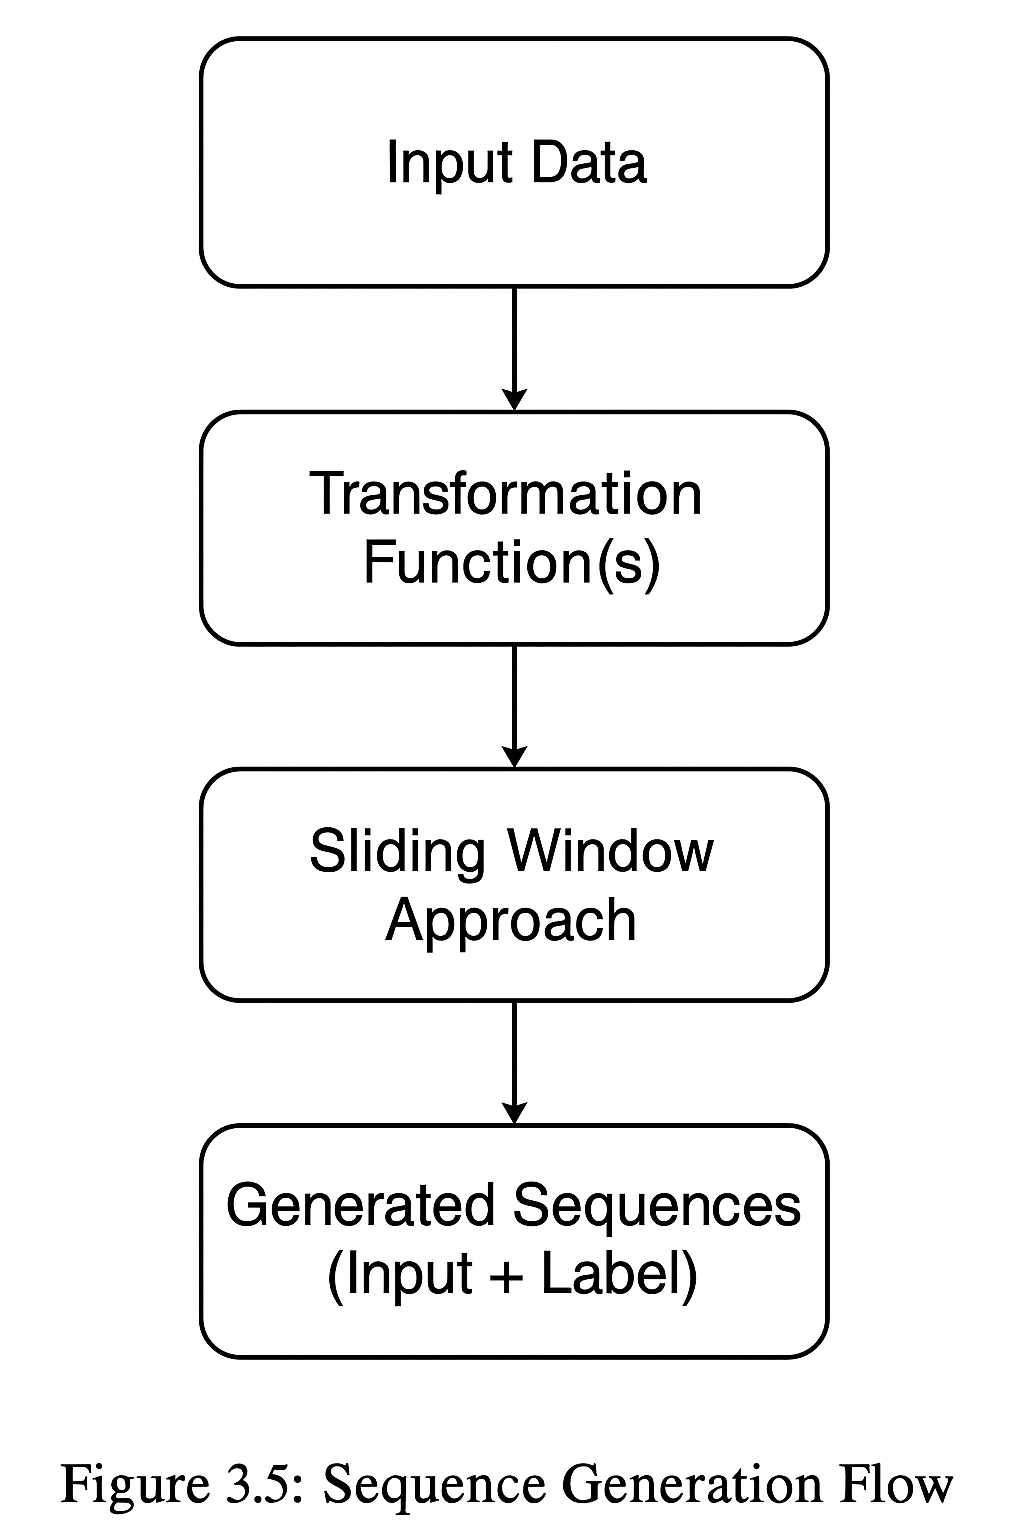 Input Data
Transformation
Function(s)
Sliding Window
Approach
Generated Sequences
(Input + Label)
Figure 3.5: Sequence Generation Flow